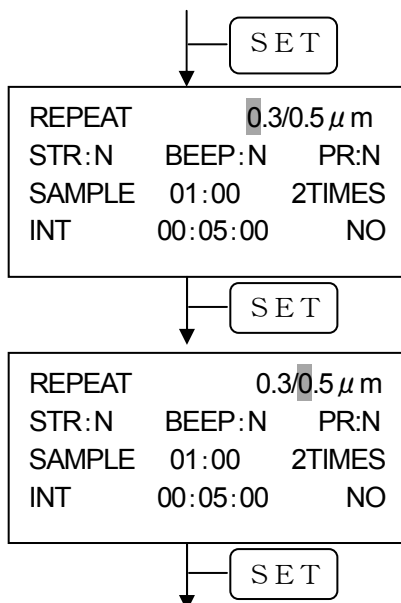 SET
REPEAT 0.3/0.5μm
STR:N BEEP:N PR:N
SAMPLE 01:00 2TIMES
INT 00:05:00 NO
SET
REPEAT 0.3/0.5μm
STR:N BEEP:N PR:N
SAMPLE 01:00 2TIMES
INT 00:05:00 NO
SET